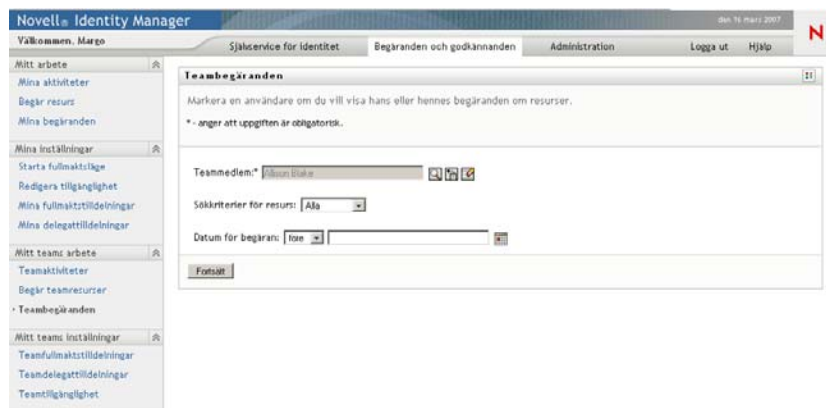 Novell® Identity Manager
den 16 mars 2007
Välkommen, Margo
Självservice för identitet
Begäranden och godkännanden
Administration
Logga ut
Hjälp
N
Mitt arbete
Mina aktiviteter
Begär resurs
Mina begäranden
Mina inställningar
Starta fullmaktsläge
Redigera tillgänglighet
Mina fullmaktstilldelningar
Mina delegattilldelningar
Mitt teams arbete
Teamaktiviteter
Begär teamresurser
Teambegäranden
Mitt teams inställningar
Teamfullmaktstilldelningar
Teamdelegattilldelningar
Teamtillgänglighet
Teambegäranden
Markera en användare om du vill visa hans eller hennes begäranden om resurser.
* - anger att uppgiften är obligatorisk.
Teammedlem:* Allison Blake
Sökkriterier för resurs: Alla
Datum för begäran: före
Fortsätt